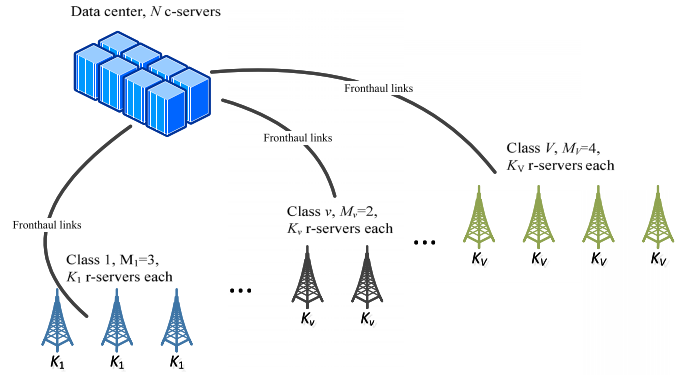 Data center, N c-servers
Fronthaul links
Fronthaul links
Fronthaul links
Class V, M_V=4,
K_V r-servers each
Class v, M_v=2,
K_v r-servers each
Class 1, M_1=3,
K_1 r-servers each
...
...
K_V K_V K_V K_V
K_v K_v
K_1 K_1 K_1